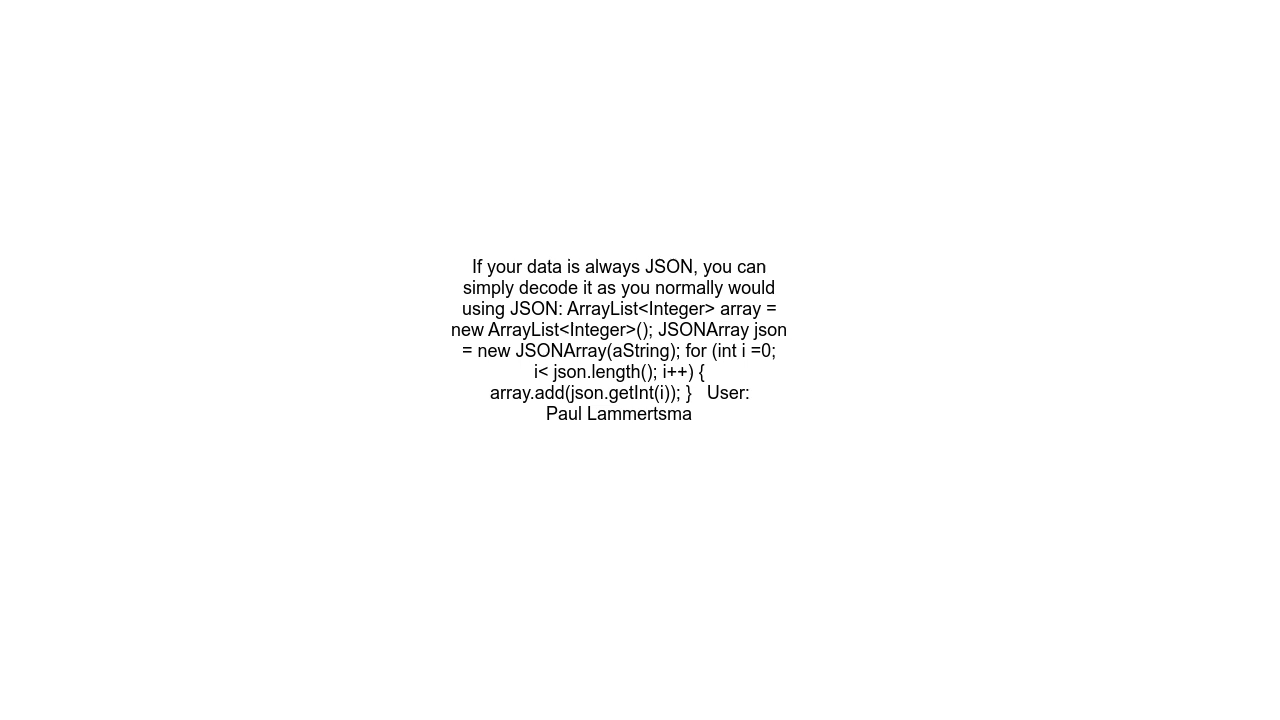 If your data is always JSON, you can
simply decode it as you normally would
using JSON: ArrayList<Integer> array =
new ArrayList<Integer>(); JSONArray json
= new JSONArray(aString); for (int i =0;
i< json.length(); i++) {
array.add(json.getInt(i)); }   User:
Paul Lammertsma